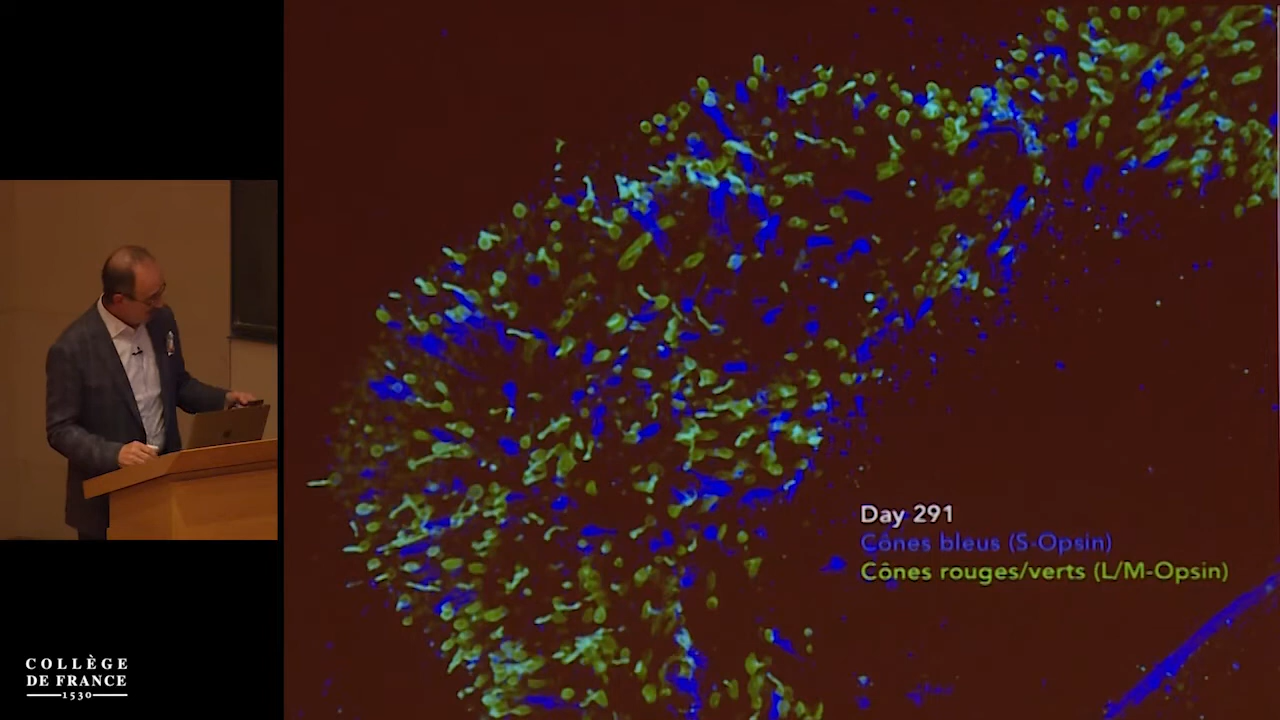 Day 291
Cônes bleus (S-Opsin)
Cônes rouges/verts (L/M-Opsin)
COLLÈGE
DE FRANCE
1530